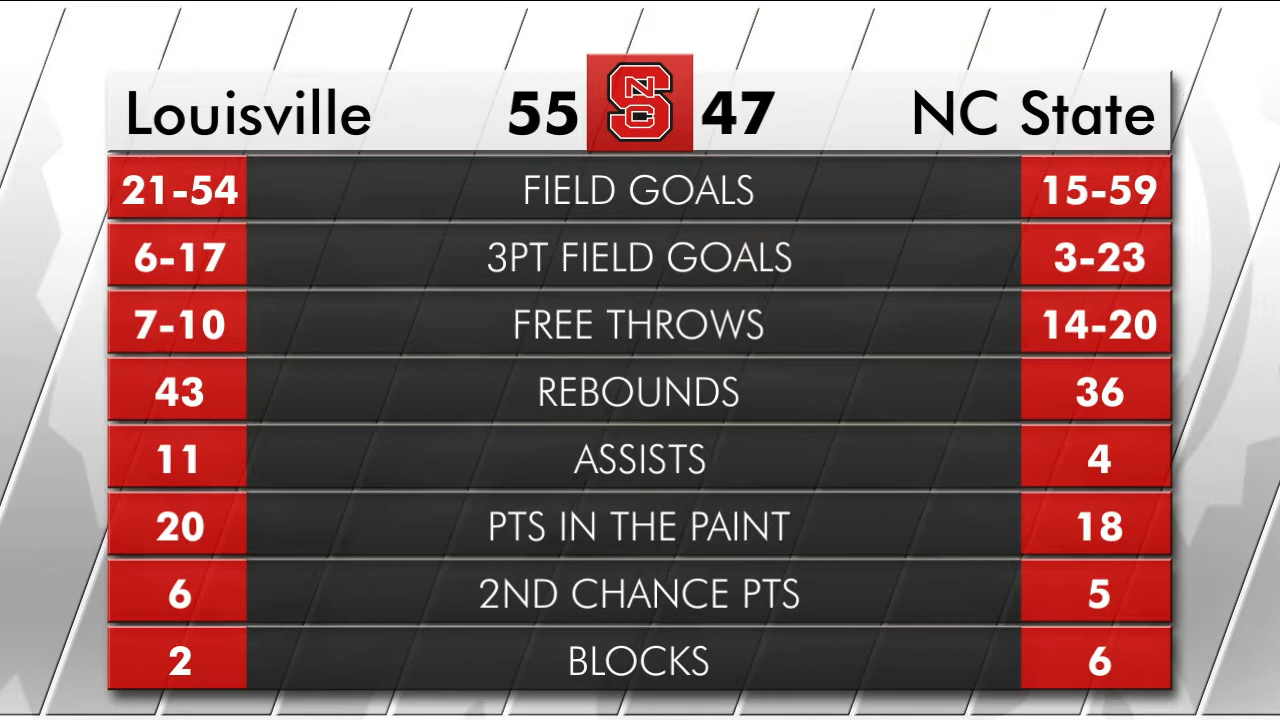 Louisville 55 NCS 47 NC State
21-54 FIELD GOALS 15-59
6-17 3PT FIELD GOALS 3-23
7-10 FREE THROWS 14-20
43 REBOUNDS 36
11 ASSISTS 4
20 PTS IN THE PAINT 18
6 2ND CHANCE PTS 5
2 BLOCKS 6